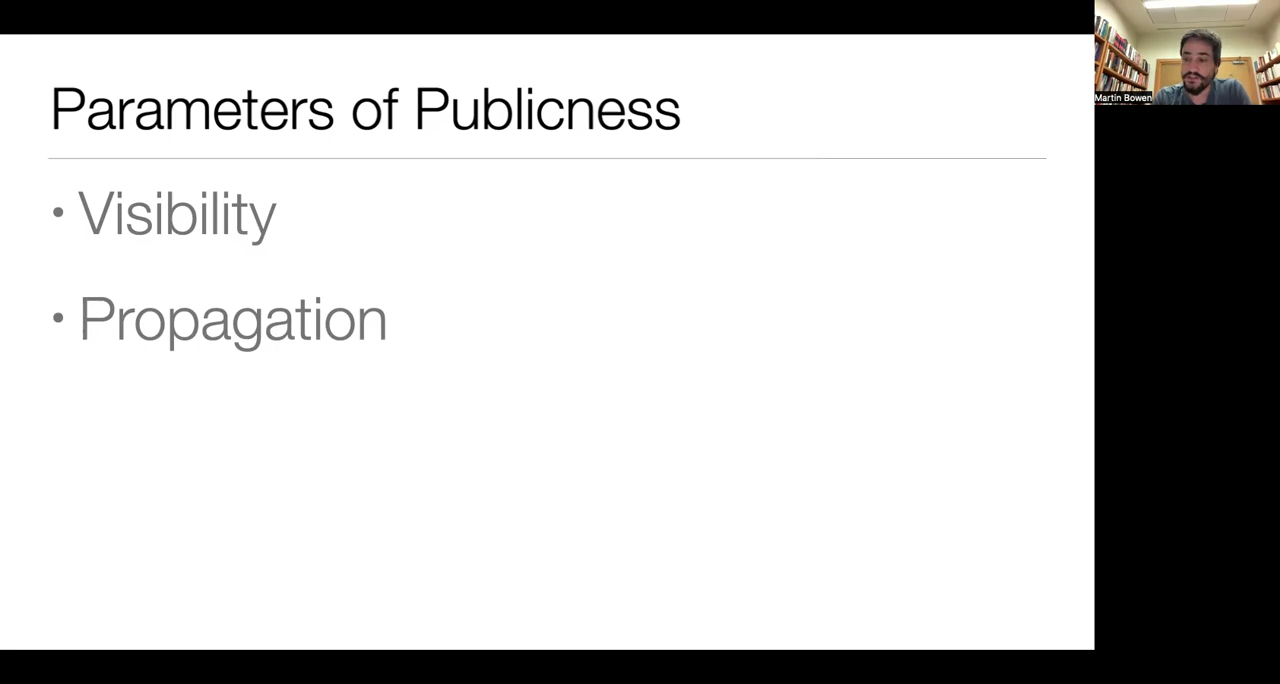 Parameters of Publicness
• Visibility
• Propagation
Martin Bowen